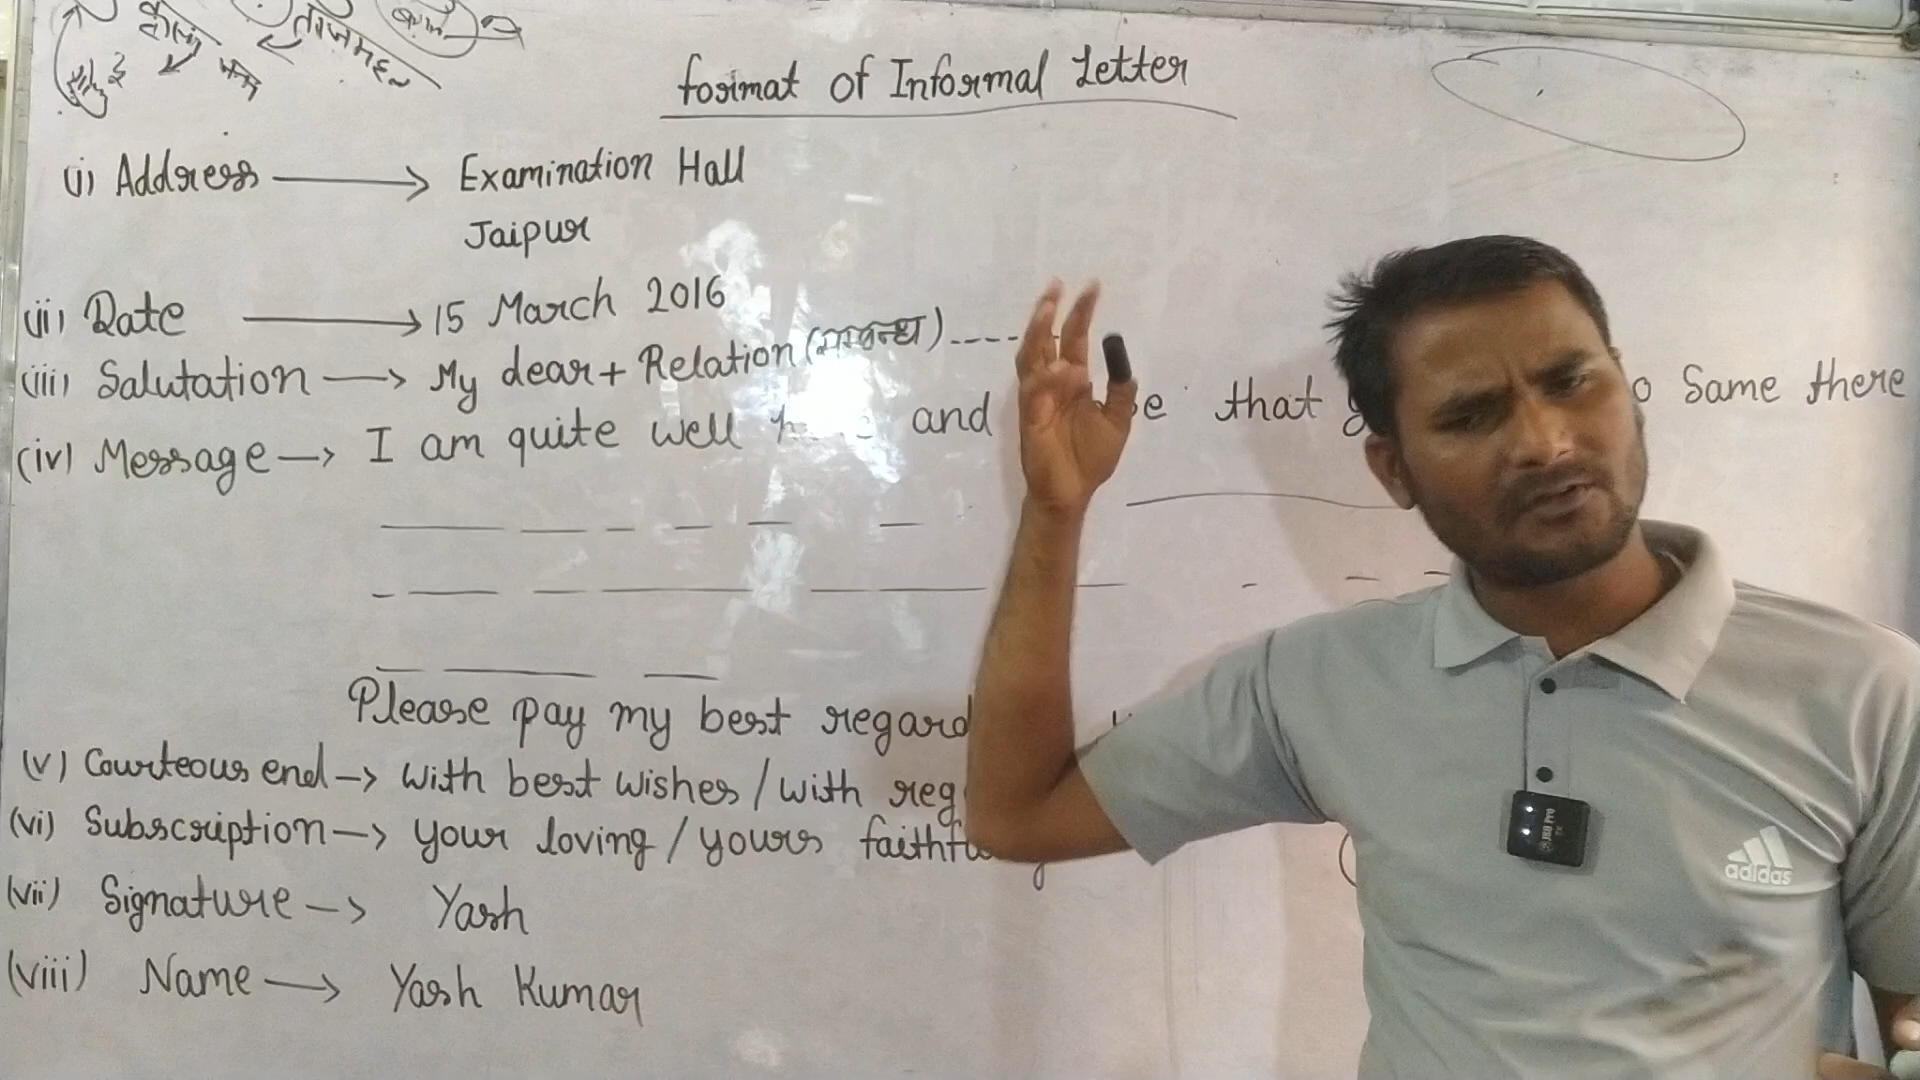 ताजमहल
format of Informal Letter
(i) Address → Examination Hall
Jaipur
(ii) Date → 15 March 2016
(iii) Salutation → My dear + Relation (सम्बन्ध) -----
(iv) Message → I am quite well and that Same there
Please pay my best regard
(v) Courteous end → with best wishes / with reg
(vi) Subscription → your loving / yours faithfu
(vii) Signature → Yash
(viii) Name → Yash Kumar
adidas